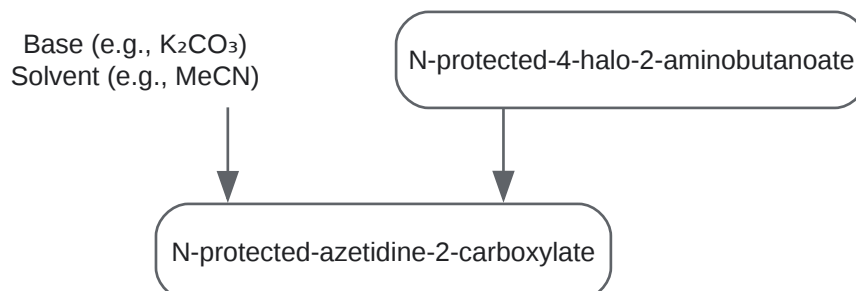 Base (e.g., K₂CO₃)
Solvent (e.g., MeCN)
N-protected-4-halo-2-aminobutanoate
N-protected-azetidine-2-carboxylate